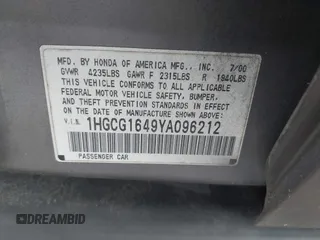 MFD. BY HONDA OF AMERICA MFG., INC. 7/00
GVWR 4235LBS GAWR F 2315LBS R 1940LBS
THIS VEHICLE CONFORMS TO ALL APPLICABLE
FEDERAL MOTOR VEHICLE SAFETY, BUMPER,
AND THEFT PREVENTION STANDARDS IN EFFECT
ON THE DATE OF MANUFACTURE SHOWN ABOVE.
V.I.N. 1HGCG1649YA096212
PASSENGER CAR
DREAMBID.COM